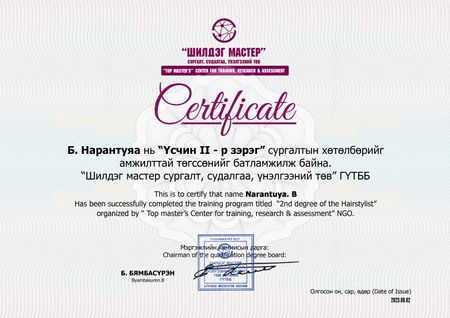 “ШИЛДЭГ МАСТЕР”
СУРГАЛТ, СУДАЛГАА, ҮНЭЛГЭЭНИЙ ТӨВ
“TOP MASTER’S” CENTER FOR TRAINING, RESEARCH & ASSESSMENT
Certificate
Б. Нарантуяа нь “Үсчин II - р зэрэг” сургалтын хөтөлбөрийг
амжилттай төгссөнийг батламжилж байна.
“Шилдэг мастер сургалт, судалгаа, үнэлгээний төв” ГҮТББ
This is to certify that name Narantuya. B
Has been successfully completed the training program titled “2nd degree of the Hairstylist”
organized by “ Top master’s Center for training, research & assessment” NGO.
Мэргэжлийн комисын дарга:
Chairman of the qualification degree board:
Б. БЯМБАСҮРЭН
Byambasuren.B
Олгосон он, сар, өдөр (Date of Issue)
2023.09.02